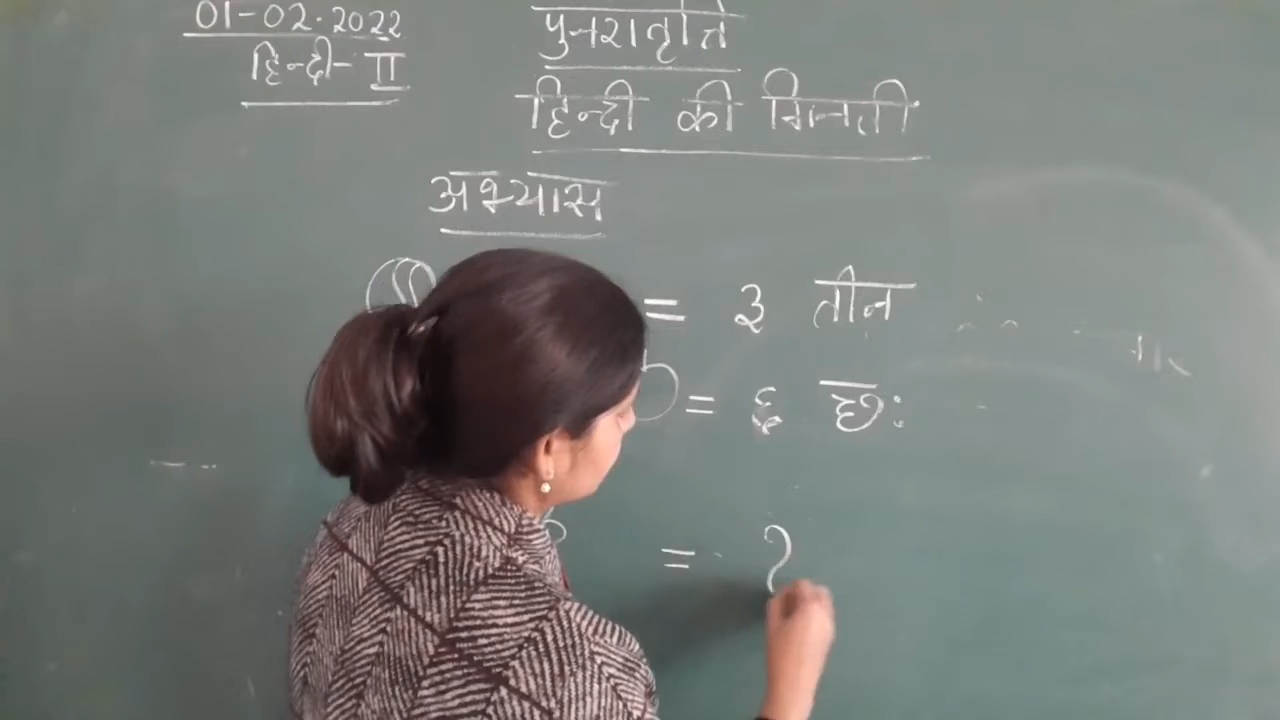 01-02-2022
हिन्दी-II
पुनरावृत्ति
हिन्दी की गिनती
अभ्यास
= ३ तीन
= ६ छः
=